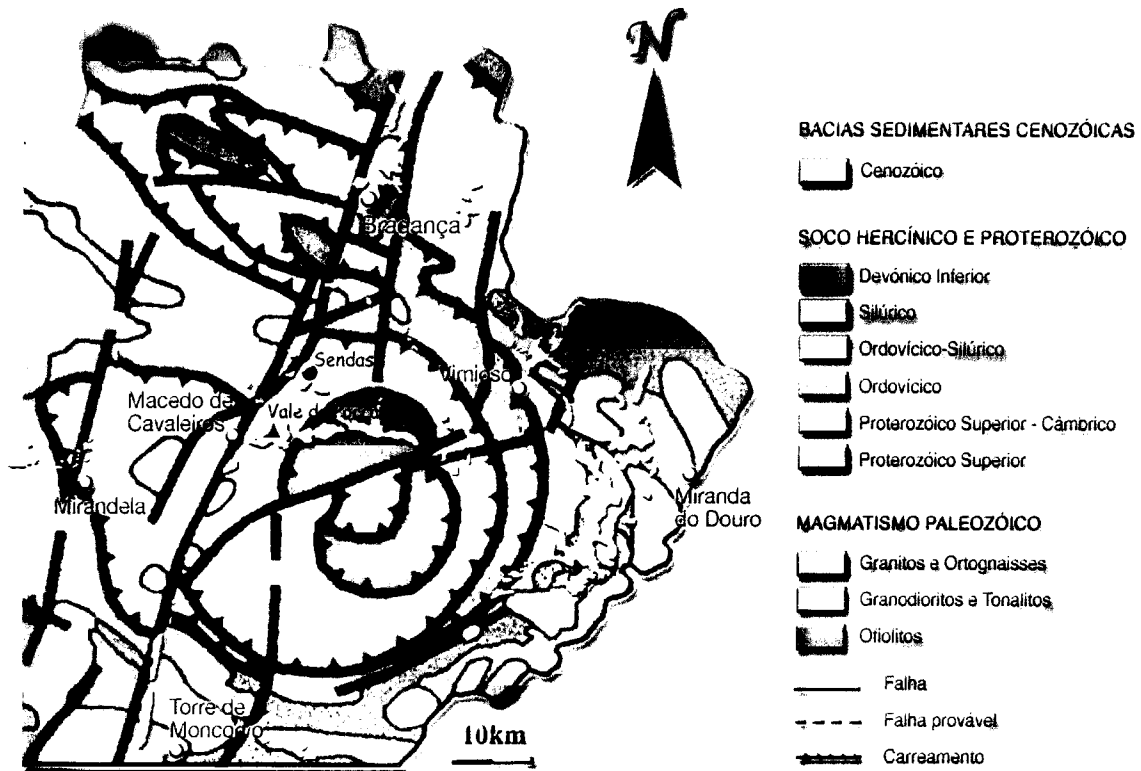 N
Bragança
Sendas
Vimioso
Macedo de
Cavaleiros
Vale de
Mirandela
Miranda
do Douro
Torre de
Moncorvo
10km
BACIAS SEDIMENTARES CENOZÓICAS
Cenozóico
SOCO HERCÍNICO E PROTEROZÓICO
Devónico Inferior
Silúrico
Ordovícico-Silúrico
Ordovícico
Proterozóico Superior - Câmbrico
Proterozóico Superior
MAGMATISMO PALEOZÓICO
Granitos e Ortognaisses
Granodioritos e Tonalitos
Ofiolitos
Falha
Falha provável
Carreamento